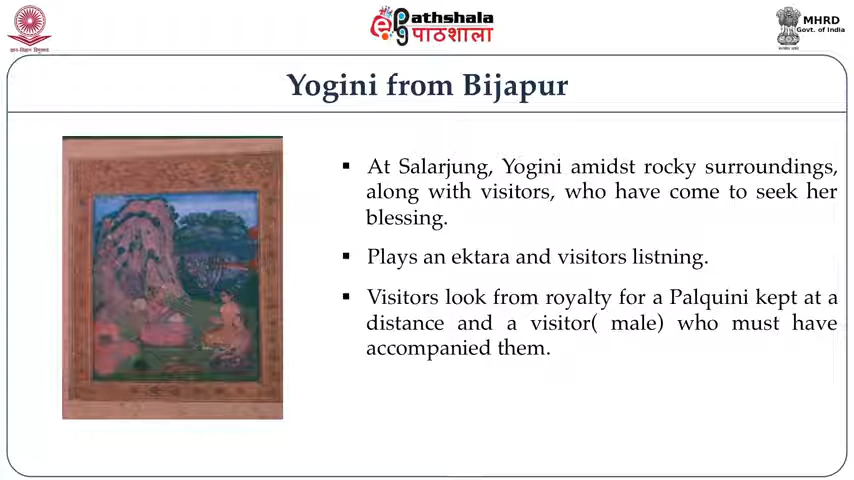 Pathshala
पाठशाला
MHRD
Govt. of India
Yogini from Bijapur
▪ At Salarjung, Yogini amidst rocky surroundings,
along with visitors, who have come to seek her
blessing.
▪ Plays an ektara and visitors listning.
▪ Visitors look from royalty for a Palquini kept at a
distance and a visitor( male) who must have
accompanied them.